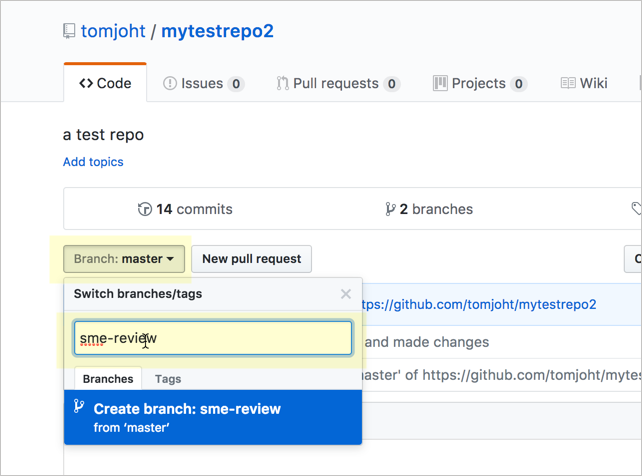 tomjoht / mytestrepo2
Code Issues 0 Pull requests 0 Projects 0 Wiki
a test repo
Add topics
14 commits 2 branches
Branch: master New pull request
Switch branches/tags
tps://github.com/tomjoht/mytestrepo2
sme-review
and made changes
Branches Tags
aster' of https://github.com/tomjoht/mytes
Create branch: sme-review
from ‘master’